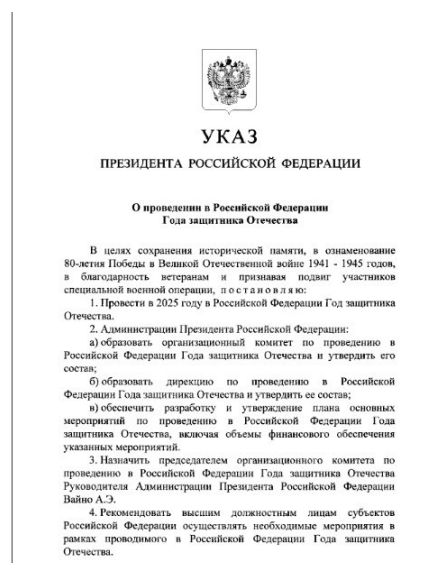 УКАЗ
ПРЕЗИДЕНТА РОССИЙСКОЙ ФЕДЕРАЦИИ
О проведении в Российской Федерации
Года защитника Отечества
В целях сохранения исторической памяти, в ознаменование
80-летия Победы в Великой Отечественной войне 1941 - 1945 годов,
в благодарность ветеранам и признавая подвиг участников
специальной военной операции, п о с т а н о в л я ю:
1. Провести в 2025 году в Российской Федерации Год защитника
Отечества.
2. Администрации Президента Российской Федерации:
а) образовать организационный комитет по проведению в
Российской Федерации Года защитника Отечества и утвердить его
состав;
б) образовать дирекцию по проведению в Российской
Федерации Года защитника Отечества и утвердить ее состав;
в) обеспечить разработку и утверждение плана основных
мероприятий по проведению в Российской Федерации Года
защитника Отечества, включая объемы финансового обеспечения
указанных мероприятий.
3. Назначить председателем организационного комитета по
проведению в Российской Федерации Года защитника Отечества
Руководителя Администрации Президента Российской Федерации
Вайно А.Э.
4. Рекомендовать высшим должностным лицам субъектов
Российской Федерации осуществлять необходимые мероприятия в
рамках проводимого в Российской Федерации Года защитника
Отечества.